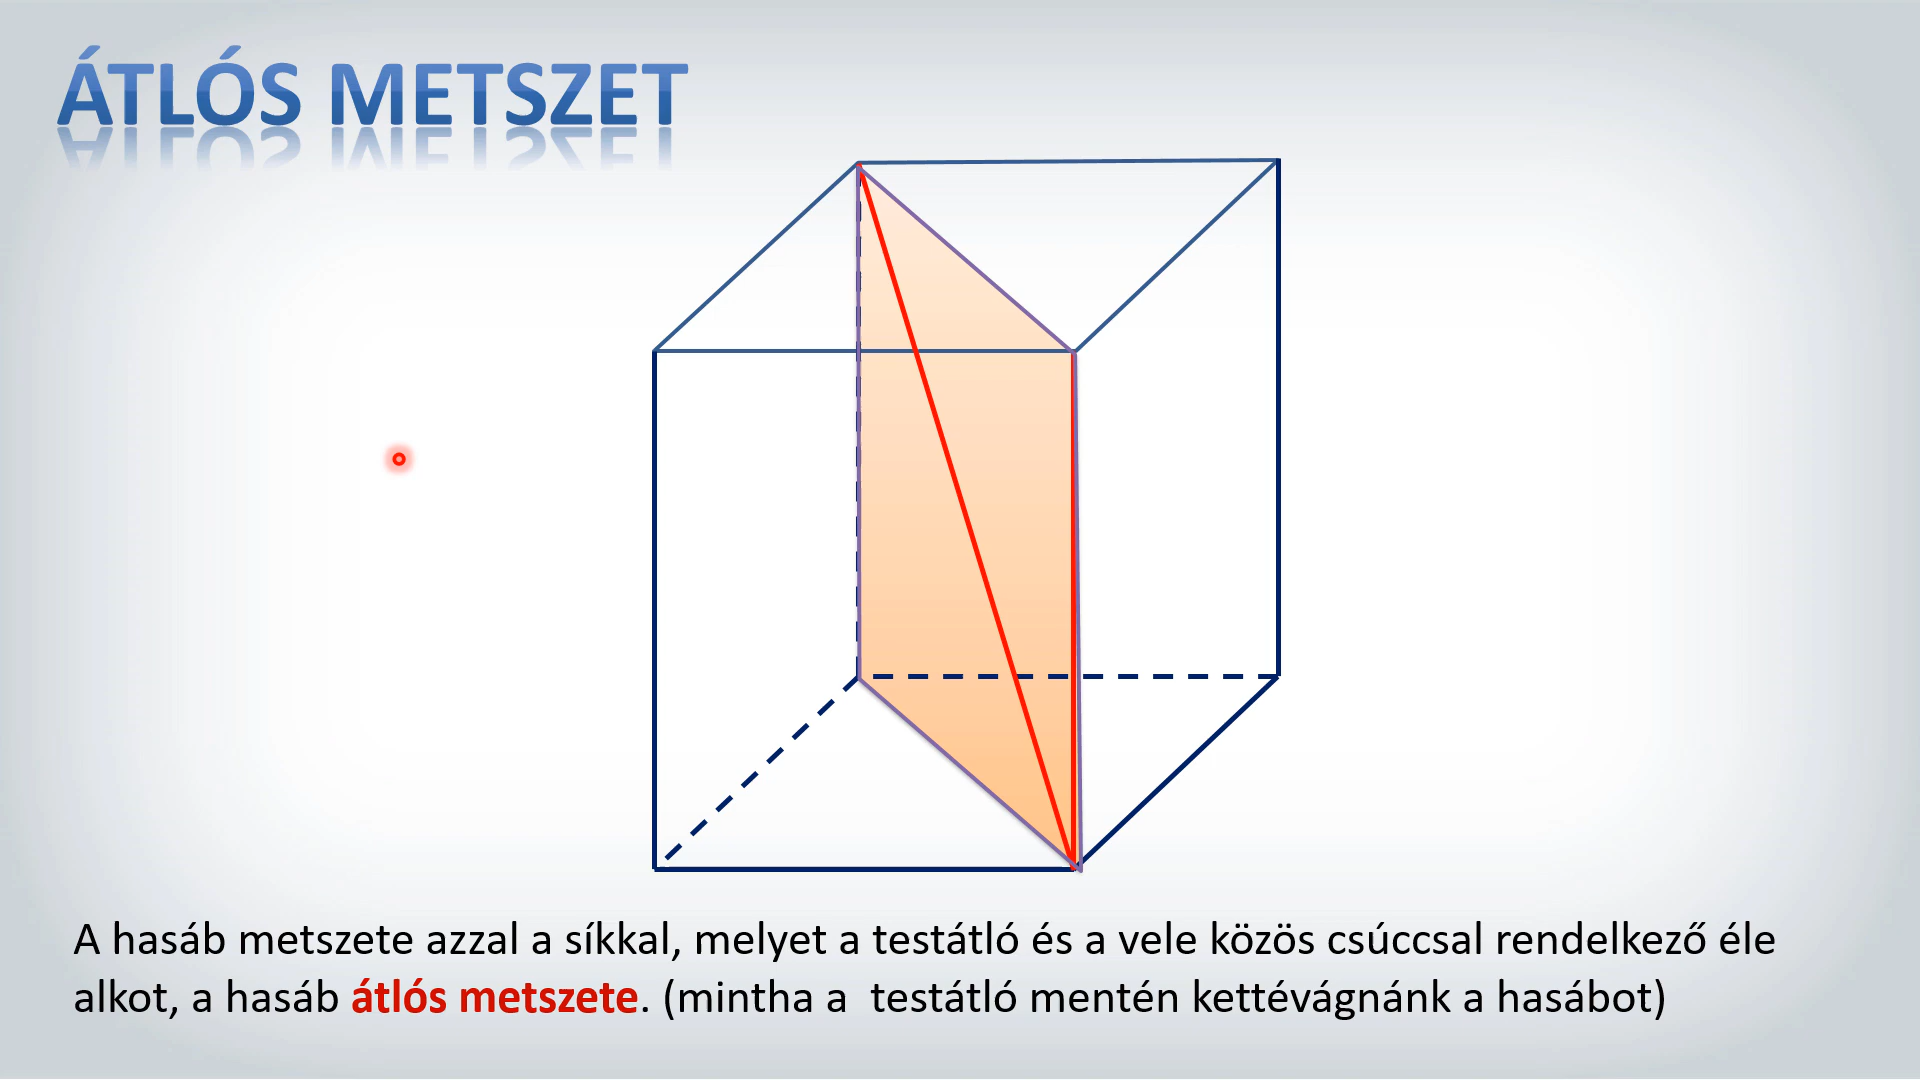 ÁTLÓS METSZET
A hasáb metszete azzal a síkkal, melyet a testátló és a vele közös csúccsal rendelkező éle
alkot, a hasáb átlós metszete. (mintha a  testátló mentén kettévágnánk a hasábot)